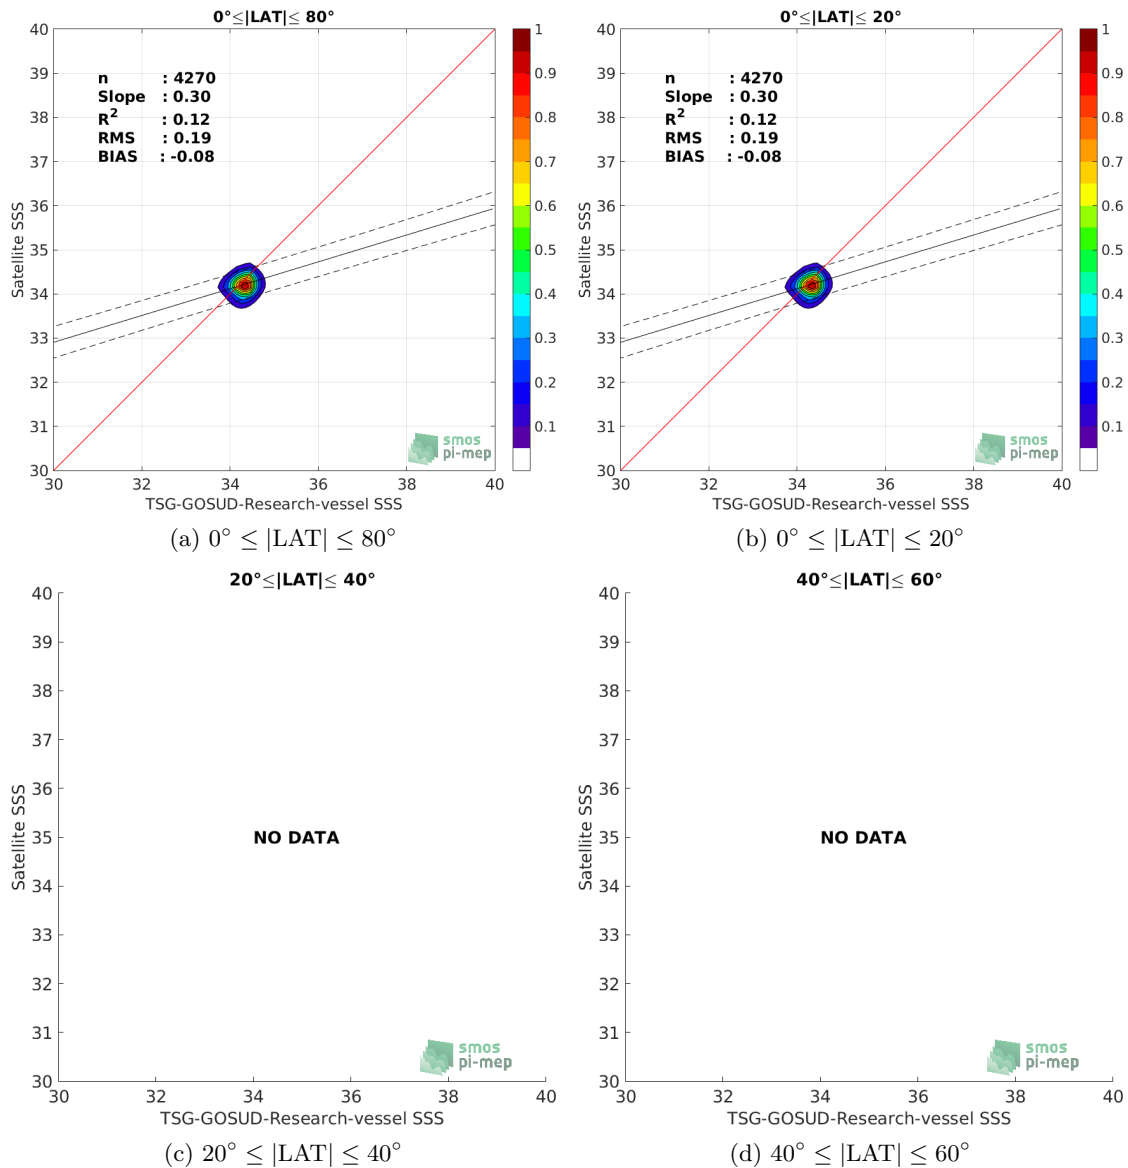 0°≤|LAT|≤ 80°
40
39
38
37
36
35
34
33
32
31
30
Satellite SSS
n : 4270
Slope : 0.30
R2 : 0.12
RMS : 0.19
BIAS : -0.08
smos
pi-mep
30 32 34 36 38 40
TSG-GOSUD-Research-vessel SSS
1
0.9
0.8
0.7
0.6
0.5
0.4
0.3
0.2
0.1
(a) 0° ≤ |LAT| ≤ 80°
0°≤|LAT|≤ 20°
40
39
38
37
36
35
34
33
32
31
30
Satellite SSS
n : 4270
Slope : 0.30
R2 : 0.12
RMS : 0.19
BIAS : -0.08
smos
pi-mep
30 32 34 36 38 40
TSG-GOSUD-Research-vessel SSS
1
0.9
0.8
0.7
0.6
0.5
0.4
0.3
0.2
0.1
(b) 0° ≤ |LAT| ≤ 20°
20°≤|LAT|≤ 40°
40
39
38
37
36
35
34
33
32
31
30
Satellite SSS
NO DATA
smos
pi-mep
30 32 34 36 38 40
TSG-GOSUD-Research-vessel SSS
(c) 20° ≤ |LAT| ≤ 40°
40°≤|LAT|≤ 60°
40
39
38
37
36
35
34
33
32
31
30
Satellite SSS
NO DATA
smos
pi-mep
30 32 34 36 38 40
TSG-GOSUD-Research-vessel SSS
(d) 40° ≤ |LAT| ≤ 60°